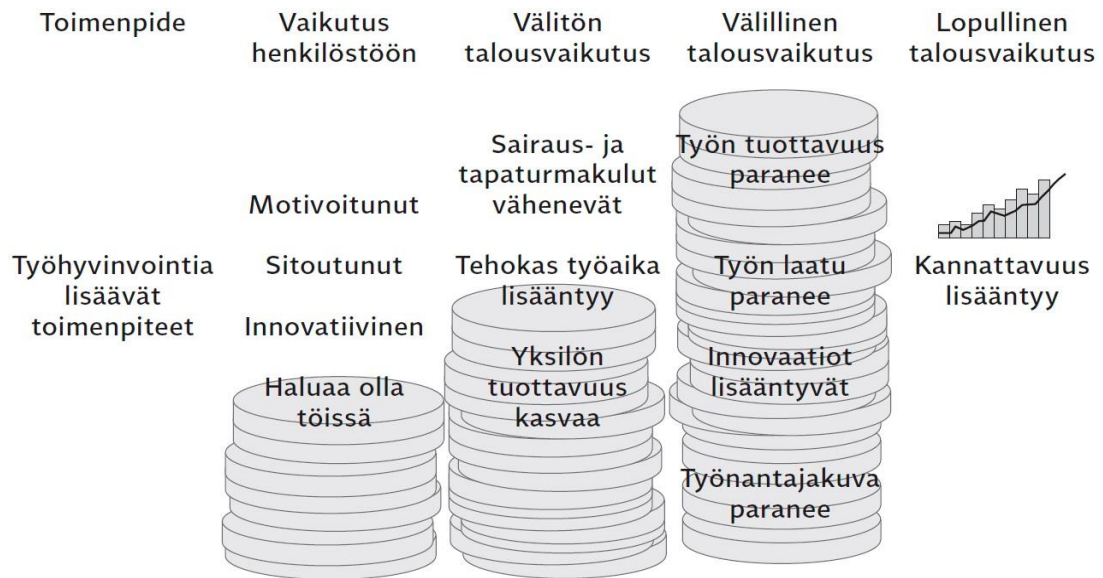 Toimenpide
Vaikutus
henkilöstöön
Välitön
talousvaikutus
Välillinen
talousvaikutus
Lopullinen
talousvaikutus
Työhyvinvointia
lisäävät
toimenpiteet
Motivoitunut
Sitoutunut
Innovatiivinen
Haluaa olla
töissä
Sairaus- ja
tapaturmakulut
vähenevät
Tehokas työaika
lisääntyy
Yksilön
tuottavuus
kasvaa
Työn tuottavuus
paranee
Työn laatu
paranee
Innovaatiot
lisääntyvät
Työnantajakuva
paranee
Kannattavuus
lisääntyy